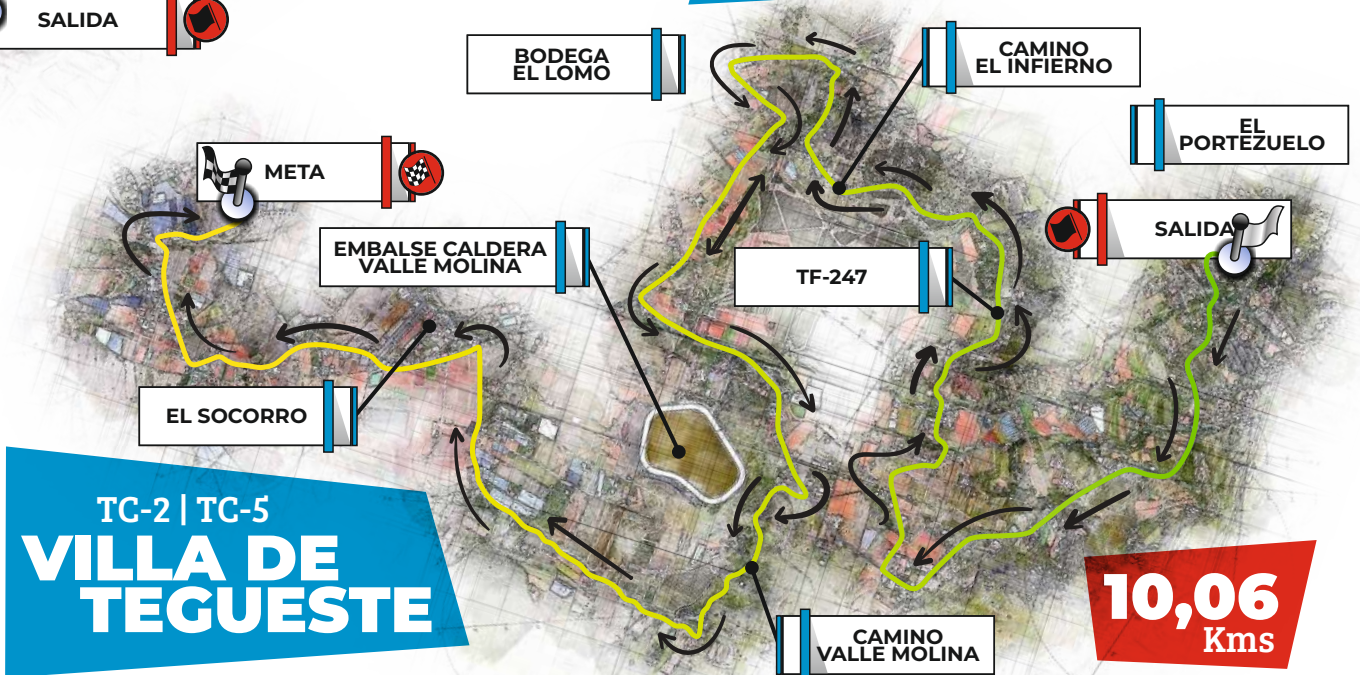 SALIDA
BODEGA
EL LOMO
CAMINO
EL INFIERNO
EL
PORTEZUELO
META
SALIDA
EMBALSE CALDERA
VALLE MOLINA
TF-247
EL SOCORRO
TC-2 | TC-5
VILLA DE
TEGUESTE
10,06
Kms
CAMINO
VALLE MOLINA